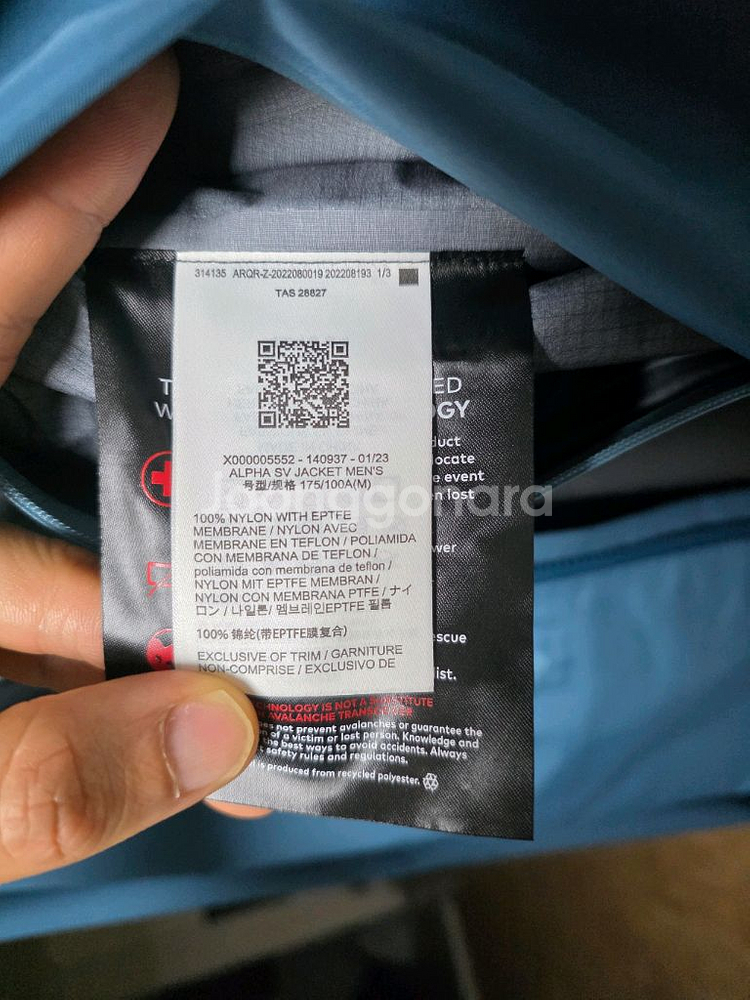 314135 ARQR-Z-2022080019 202208193 1/3
TAS 28827
X000005552 - 140937 - 01/23
ALPHA SV JACKET MEN'S
号型/规格 175/100A(M)
100% NYLON WITH EPTFE
MEMBRANE / NYLON AVEC
MEMBRANE EN TEFLON / POLIAMIDA
CON MEMBRANA DE TEFLON /
poliamida con membrana de teflon /
NYLON MIT EPTFE MEMBRAN /
NYLON CON MEMBRANA PTFE / ナイ
ロン / 나일론/ 멤브레인EPTFE 필름
100% 锦纶(带EPTFE膜复合)
EXCLUSIVE OF TRIM / GARNITURE
NON-COMPRISE / EXCLUSIVO DE
T ED
W OGY
duct
ocate
e event
n lost
wer
escue
list.
CHNOLOGY IS NOT A SUBSTITUTE
AVALANCHE TRANSCEIVER
es not prevent avalanches or guarantee the
n of a victim or lost person. Knowledge and
the best ways to avoid accidents. Always
safety rules and regulations.
l is produced from recycled polyester.
Joonggonara